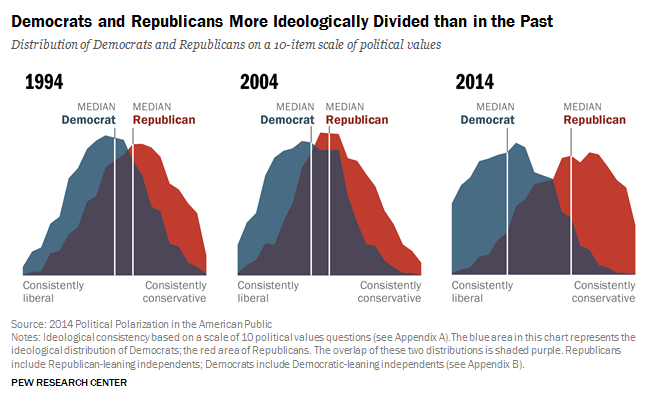 Democrats and Republicans More Ideologically Divided than in the Past
Distribution of Democrats and Republicans on a 10-item scale of political values
1994
MEDIAN
Democrat
MEDIAN
Republican
Consistently
liberal
Consistently
conservative
2004
MEDIAN
Democrat
MEDIAN
Republican
Consistently
liberal
Consistently
conservative
2014
MEDIAN
Democrat
MEDIAN
Republican
Consistently
liberal
Consistently
conservative
Source: 2014 Political Polarization in the American Public
Notes: Ideological consistency based on a scale of 10 political values questions (see Appendix A).The blue area in this chart represents the
ideological distribution of Democrats; the red area of Republicans. The overlap of these two distributions is shaded purple. Republicans
include Republican-leaning independents; Democrats include Democratic-leaning independents (see Appendix B).
PEW RESEARCH CENTER